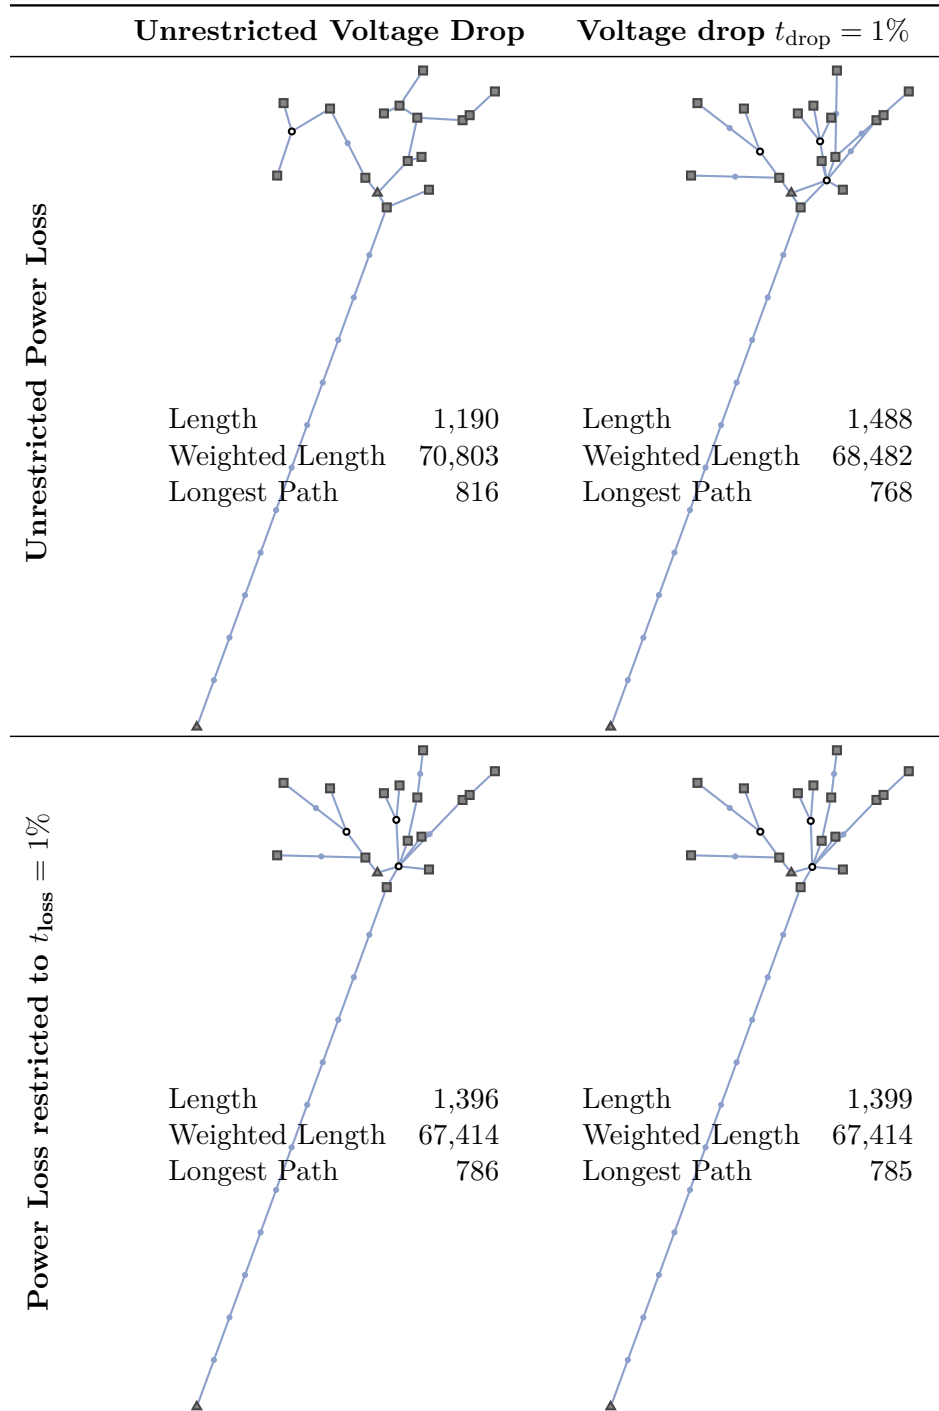 Unrestricted Voltage Drop
Voltage drop t_drop = 1%
Unrestricted Power Loss
Length 1,190
Weighted Length 70,803
Longest Path 816
Length 1,488
Weighted Length 68,482
Longest Path 768
Power Loss restricted to t_loss = 1%
Length 1,396
Weighted Length 67,414
Longest Path 786
Length 1,399
Weighted Length 67,414
Longest Path 785